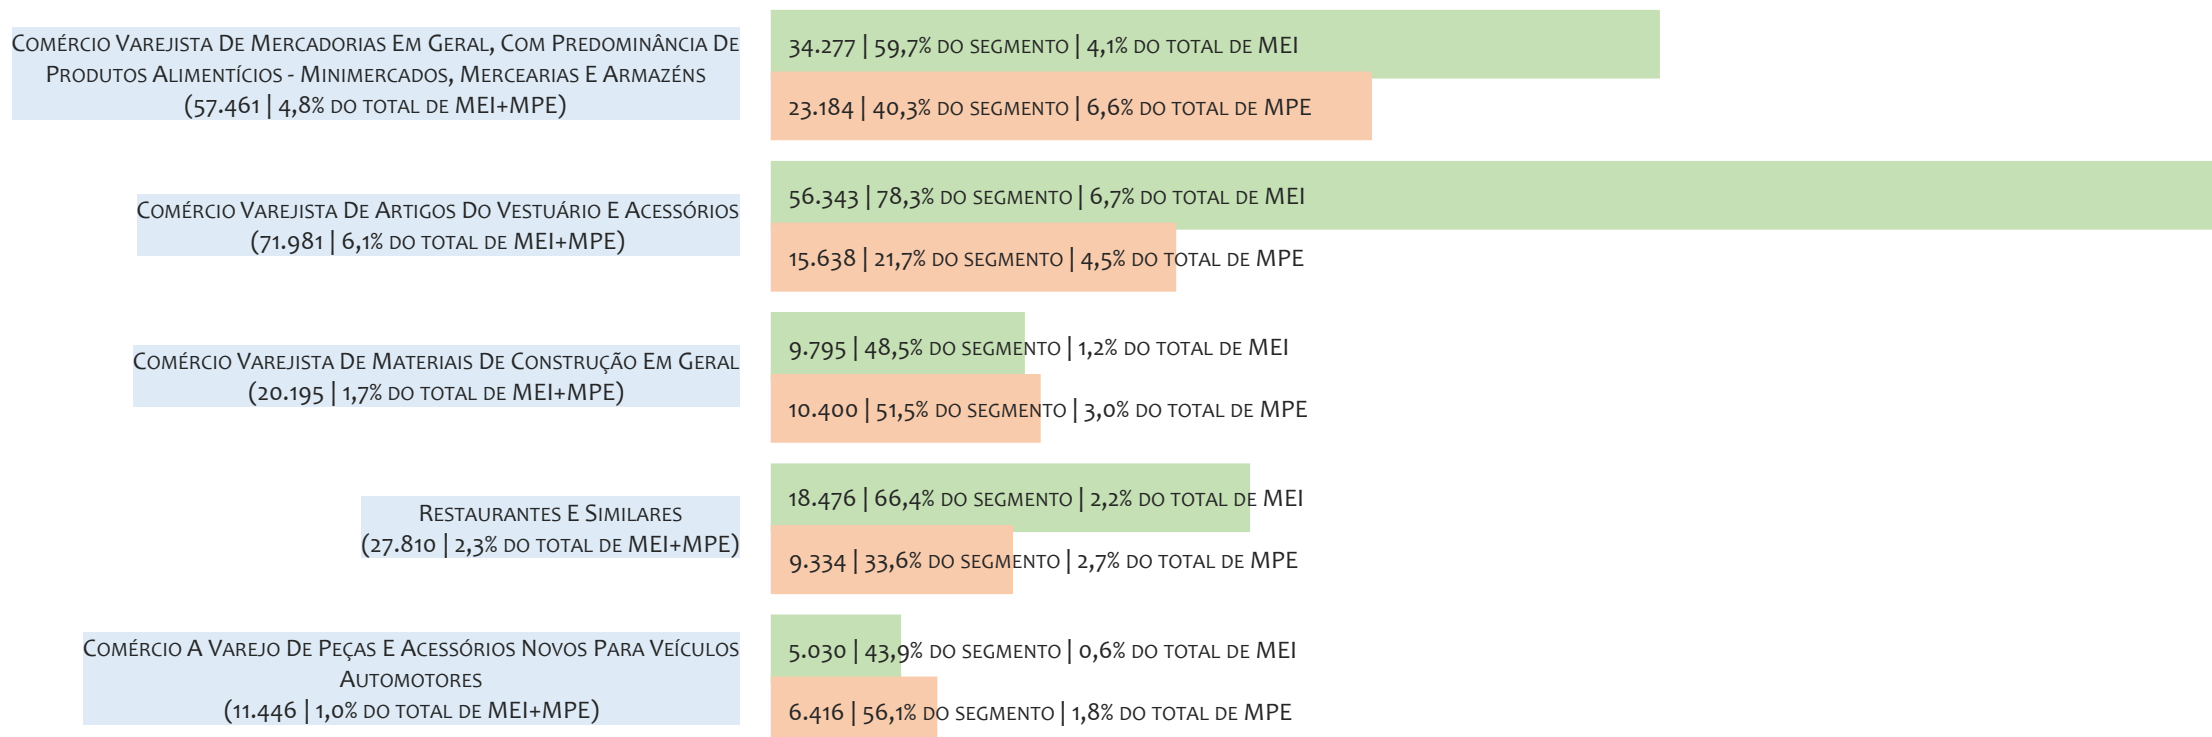 Comércio Varejista De Mercadorias Em Geral, Com Predominância De
Produtos Alimentícios - Minimercados, Mercearias E Armazéns
(57.461 | 4,8% do total de MEI+MPE)
34.277 | 59,7% do segmento | 4,1% do total de MEI
23.184 | 40,3% do segmento | 6,6% do total de MPE
Comércio Varejista De Artigos Do Vestuário E Acessórios
(71.981 | 6,1% do total de MEI+MPE)
56.343 | 78,3% do segmento | 6,7% do total de MEI
15.638 | 21,7% do segmento | 4,5% do total de MPE
Comércio Varejista De Materiais De Construção Em Geral
(20.195 | 1,7% do total de MEI+MPE)
9.795 | 48,5% do segmento | 1,2% do total de MEI
10.400 | 51,5% do segmento | 3,0% do total de MPE
Restaurantes E Similares
(27.810 | 2,3% do total de MEI+MPE)
18.476 | 66,4% do segmento | 2,2% do total de MEI
9.334 | 33,6% do segmento | 2,7% do total de MPE
Comércio A Varejo De Peças E Acessórios Novos Para Veículos
Automotores
(11.446 | 1,0% do total de MEI+MPE)
5.030 | 43,9% do segmento | 0,6% do total de MEI
6.416 | 56,1% do segmento | 1,8% do total de MPE